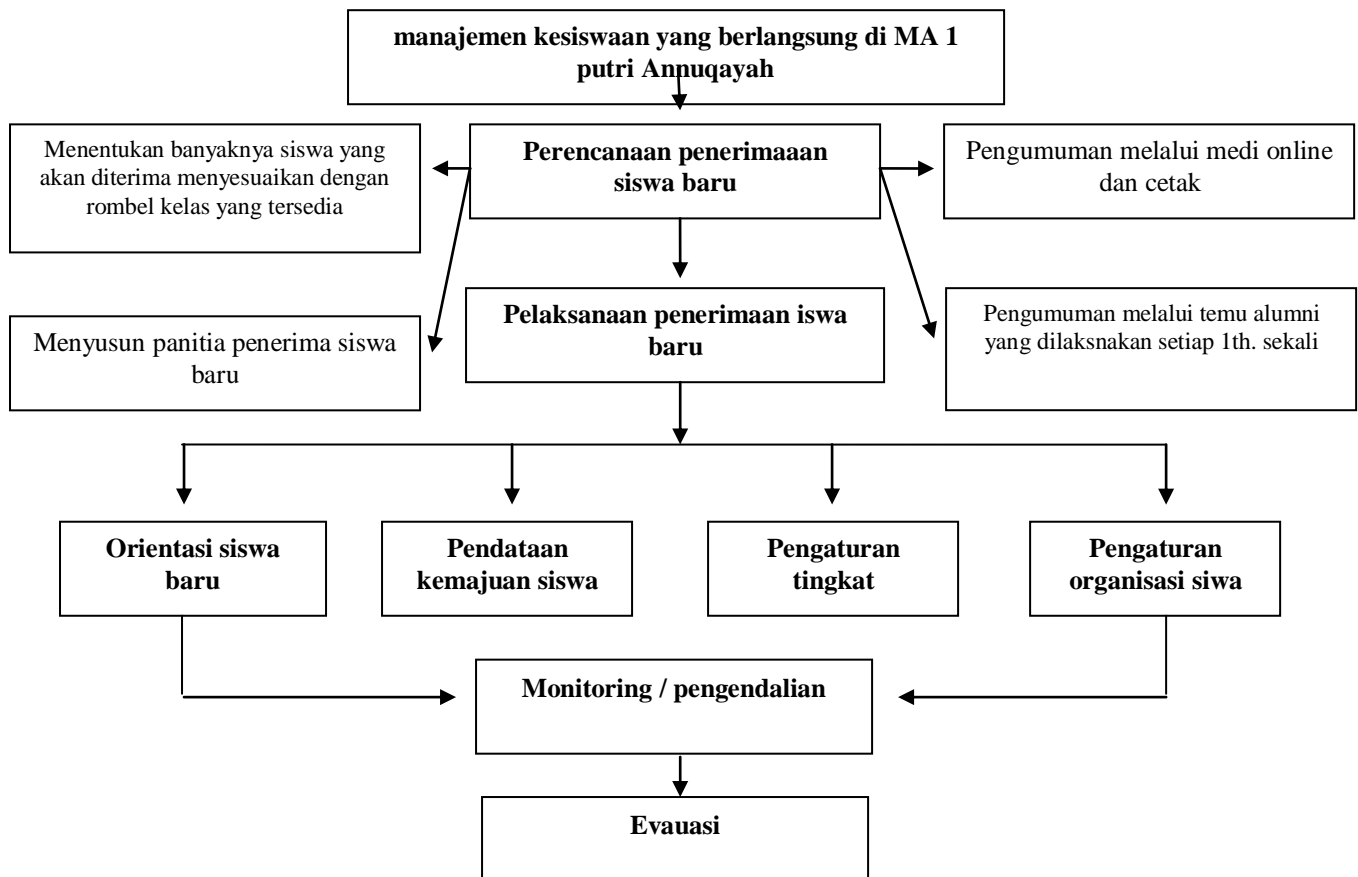 manajemen kesiswaan yang berlangsung di MA 1
putri Annuqayah
Menentukan banyaknya siswa yang
akan diterima menyesuaikan dengan
rombel kelas yang tersedia
Perencanaan penerimaaan
siswa baru
Pengumuman melalui medi online
dan cetak
Menyusun panitia penerima siswa
baru
Pelaksanaan penerimaan iswa
baru
Pengumuman melalui temu alumni
yang dilaksnakan setiap 1th. sekali
Orientasi siswa
baru
Pendataan
kemajuan siswa
Pengaturan
tingkat
Pengaturan
organisasi siwa
Monitoring / pengendalian
Evauasi